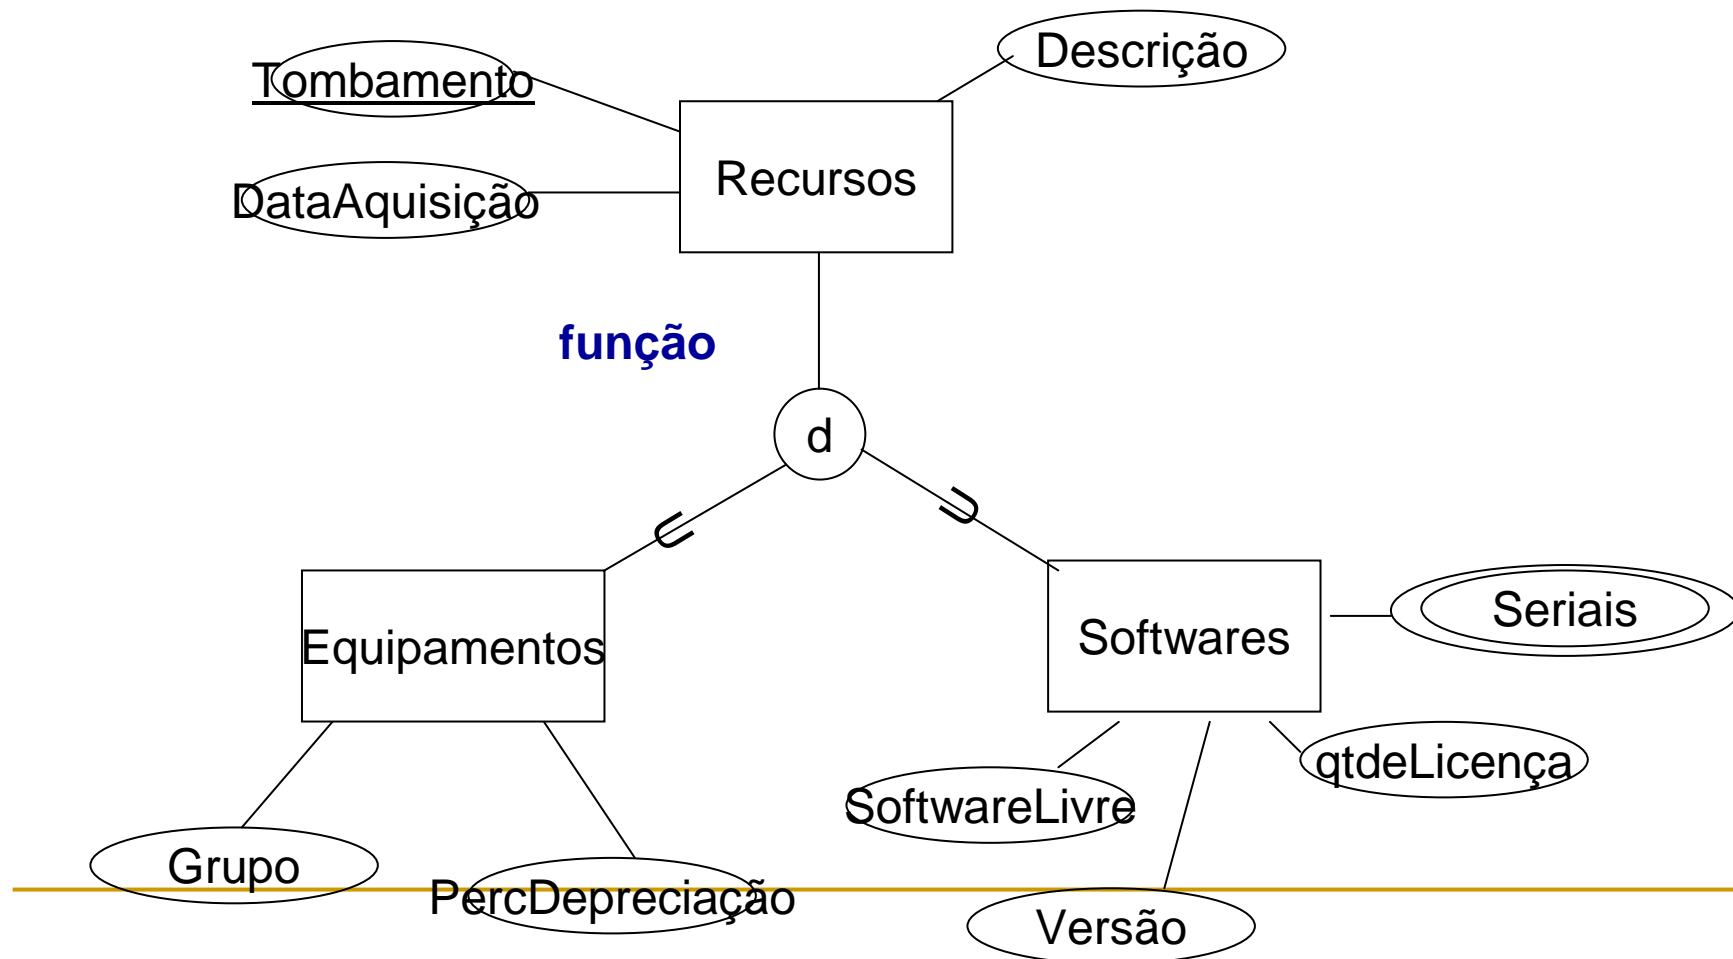 Descrição
Tombamento
Recursos
DataAquisição
função
d
Seriais
Equipamentos
Softwares
qtdeLicença
SoftwareLivre
Grupo
PercDepreciação
Versão